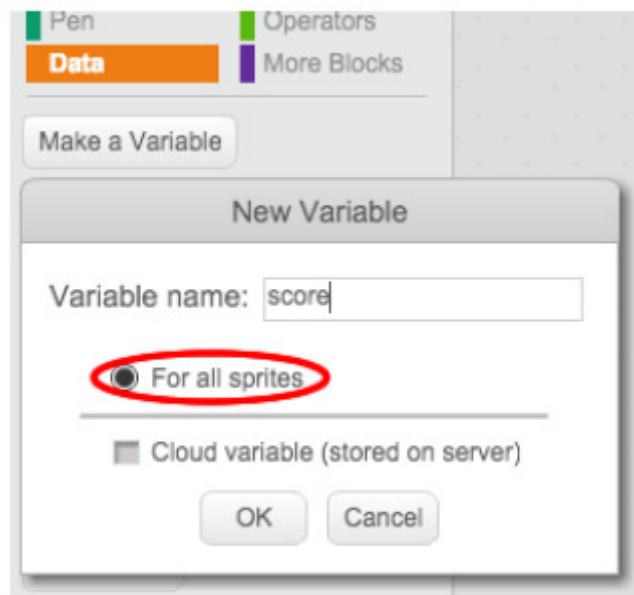 Pen Operators
Data More Blocks
Make a Variable
New Variable
Variable name: score
For all sprites
Cloud variable (stored on server)
OK Cancel